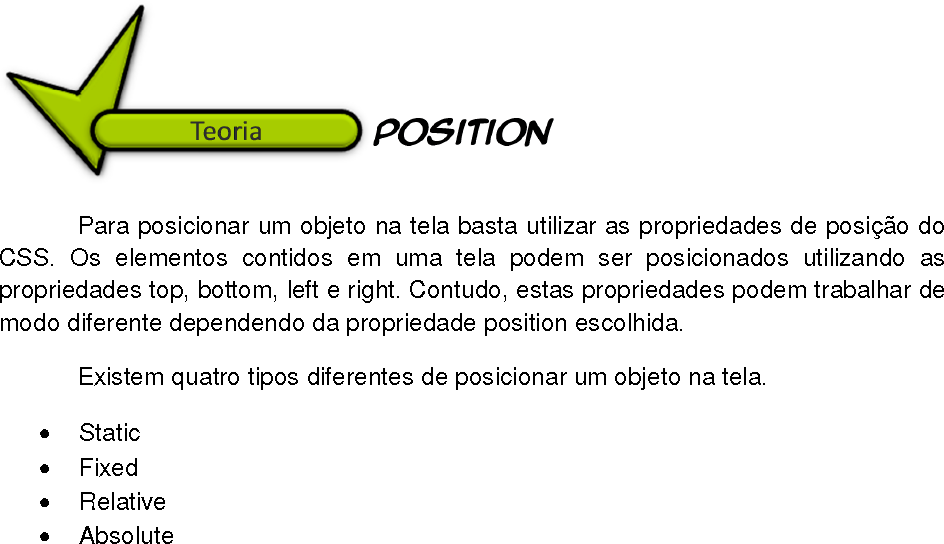 Teoria POSITION
Para posicionar um objeto na tela basta utilizar as propriedades de posição do
CSS. Os elementos contidos em uma tela podem ser posicionados utilizando as
propriedades top, bottom, left e right. Contudo, estas propriedades podem trabalhar de
modo diferente dependendo da propriedade position escolhida.
Existem quatro tipos diferentes de posicionar um objeto na tela.
• Static
• Fixed
• Relative
• Absolute